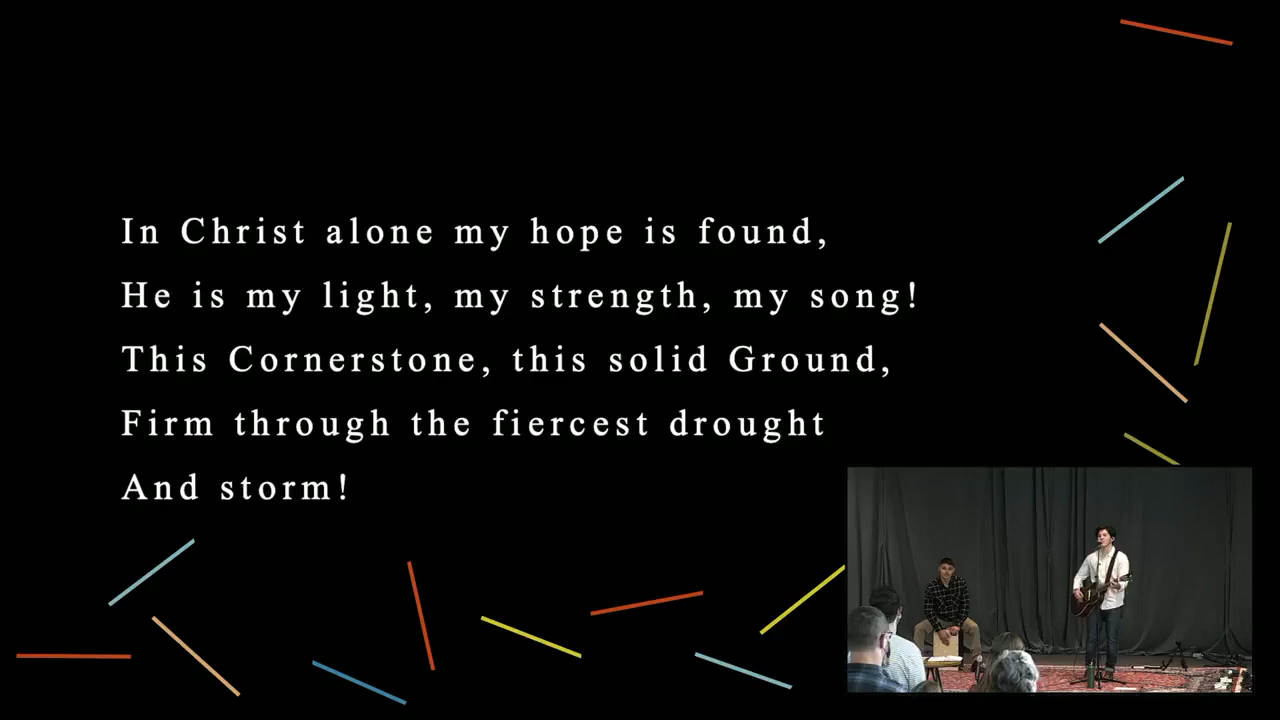 In Christ alone my hope is found,
He is my light, my strength, my song!
This Cornerstone, this solid Ground,
Firm through the fiercest drought
And storm!